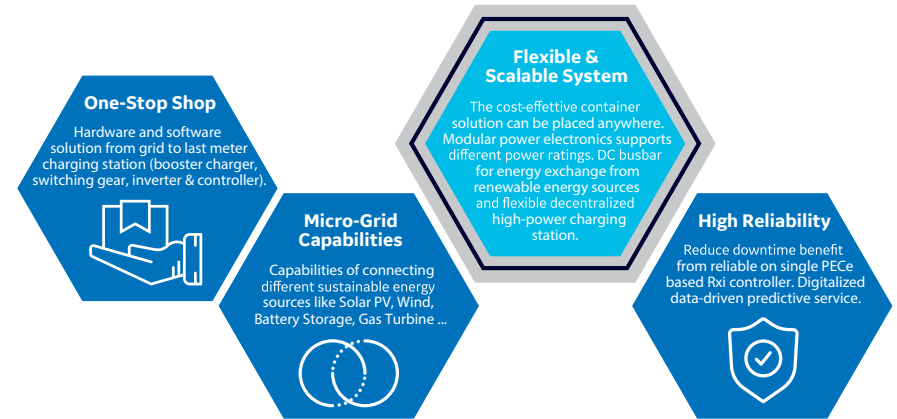 One-Stop Shop
Hardware and software
solution from grid to last meter
charging station (booster charger,
switching gear, inverter & controller).
Micro-Grid
Capabilities
Capabilities of connecting
different sustainable energy
sources like Solar PV, Wind,
Battery Storage, Gas Turbine ...
Flexible &
Scalable System
The cost-effettive container
solution can be placed anywhere.
Modular power electronics supports
different power ratings. DC busbar
for energy exchange from
renewable energy sources
and flexible decentralized
high-power charging
station.
High Reliability
Reduce downtime benefit
from reliable on single PECe
based Rxi controller. Digitalized
data-driven predictive service.